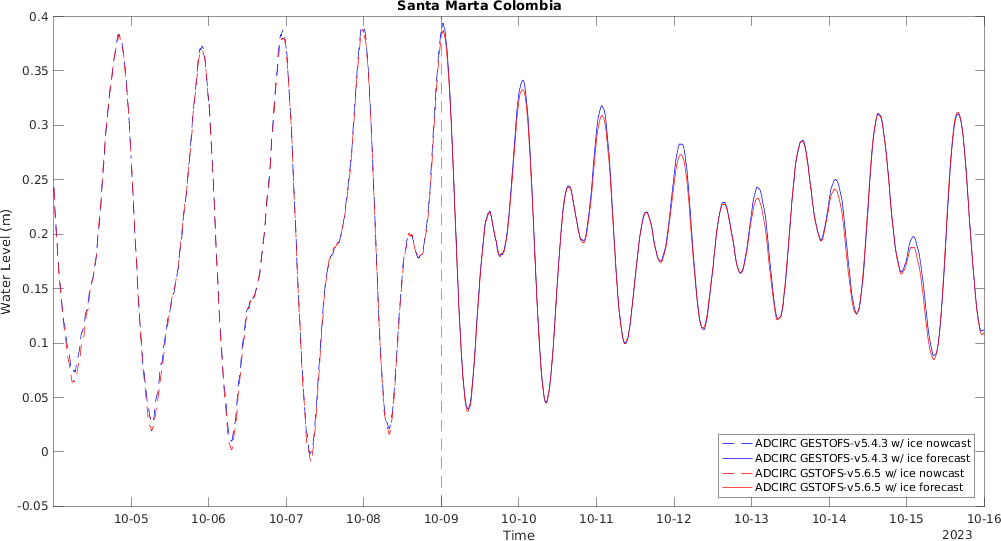 Santa Marta Colombia
0.4
0.35
0.3
0.25
0.2
0.15
0.1
0.05
0
-0.05
Water Level (m)
10-05 10-06 10-07 10-08 10-09 10-10 10-11 10-12 10-13 10-14 10-15 10-16
Time
2023
ADCIRC GESTOFS-v5.4.3 w/ ice nowcast
ADCIRC GESTOFS-v5.4.3 w/ ice forecast
ADCIRC GSTOFS-v5.6.5 w/ ice nowcast
ADCIRC GSTOFS-v5.6.5 w/ ice forecast